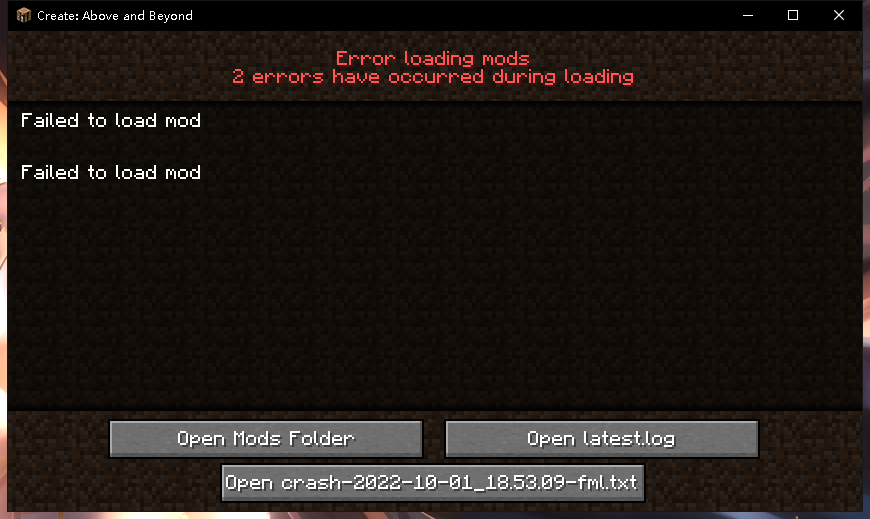 Create: Above and Beyond
Error loading mods
2 errors have occurred during loading
Failed to load mod
Failed to load mod
Open Mods Folder
Open latest.log
Open crash-2022-10-01_18.53.09-fml.txt